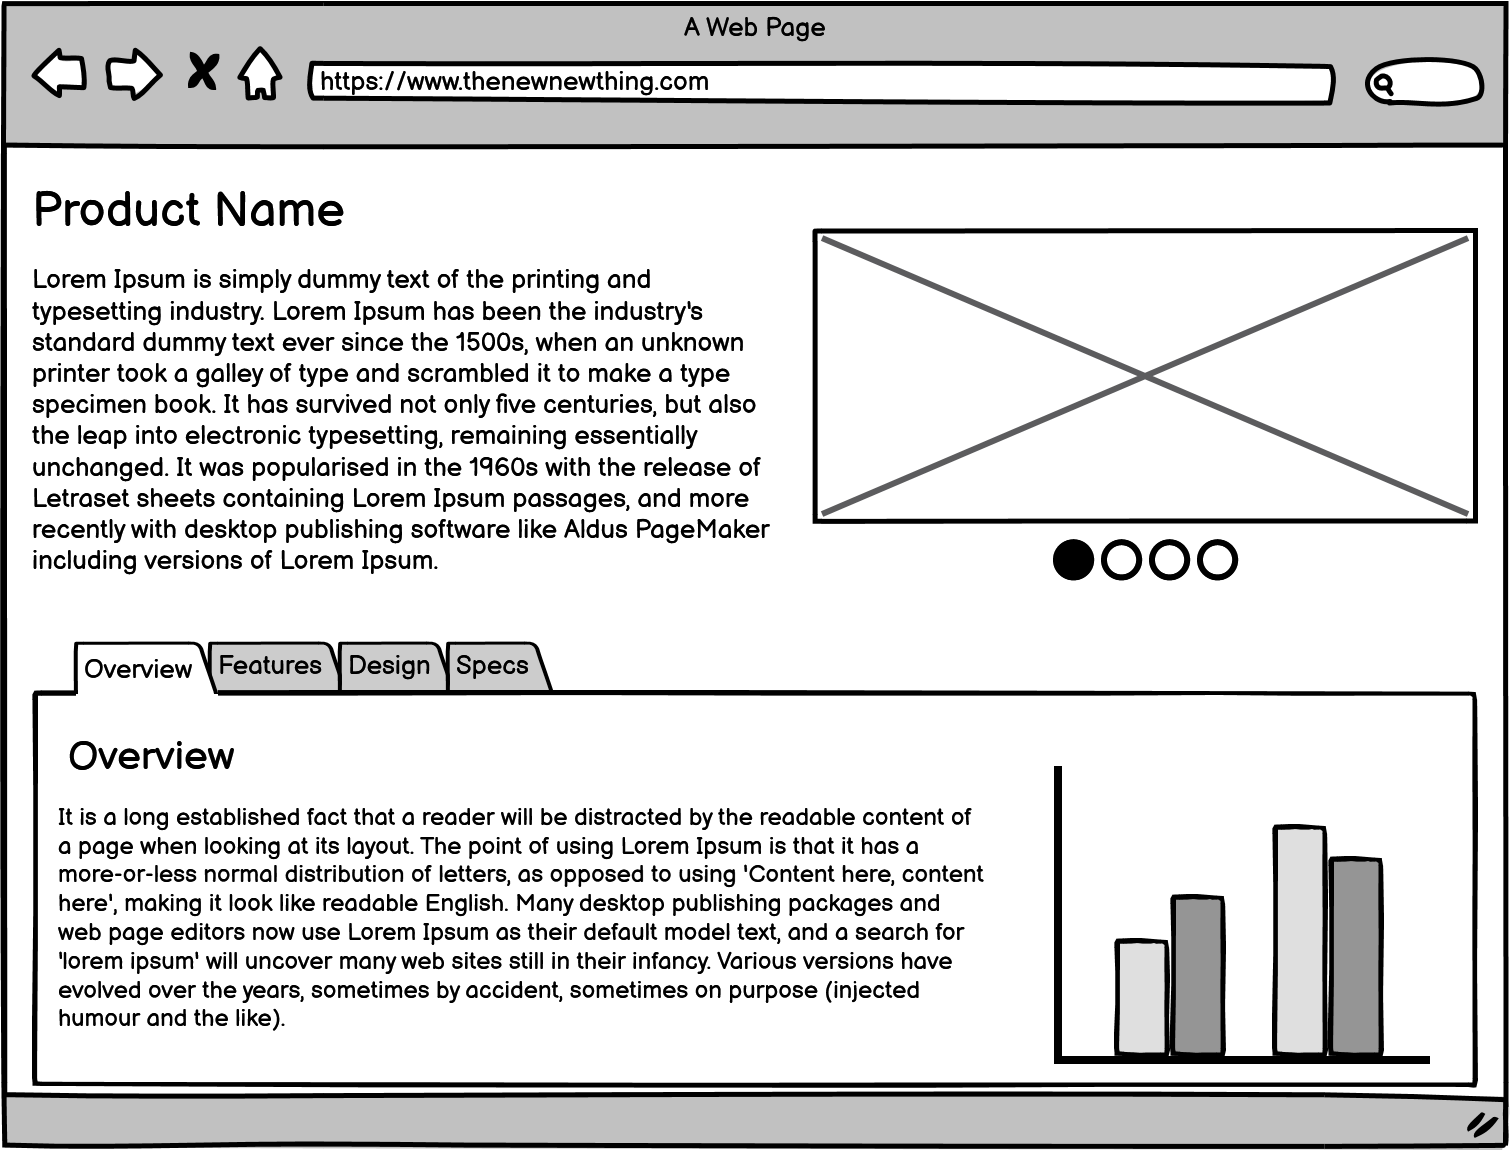 A Web Page
https://www.thenewnewthing.com
Product Name
Lorem Ipsum is simply dummy text of the printing and
typesetting industry. Lorem Ipsum has been the industry's
standard dummy text ever since the 1500s, when an unknown
printer took a galley of type and scrambled it to make a type
specimen book. It has survived not only five centuries, but also
the leap into electronic typesetting, remaining essentially
unchanged. It was popularised in the 1960s with the release of
Letraset sheets containing Lorem Ipsum passages, and more
recently with desktop publishing software like Aldus PageMaker
including versions of Lorem Ipsum.
Overview Features Design Specs
Overview
It is a long established fact that a reader will be distracted by the readable content of
a page when looking at its layout. The point of using Lorem Ipsum is that it has a
more-or-less normal distribution of letters, as opposed to using 'Content here, content
here', making it look like readable English. Many desktop publishing packages and
web page editors now use Lorem Ipsum as their default model text, and a search for
'lorem ipsum' will uncover many web sites still in their infancy. Various versions have
evolved over the years, sometimes by accident, sometimes on purpose (injected
humour and the like).